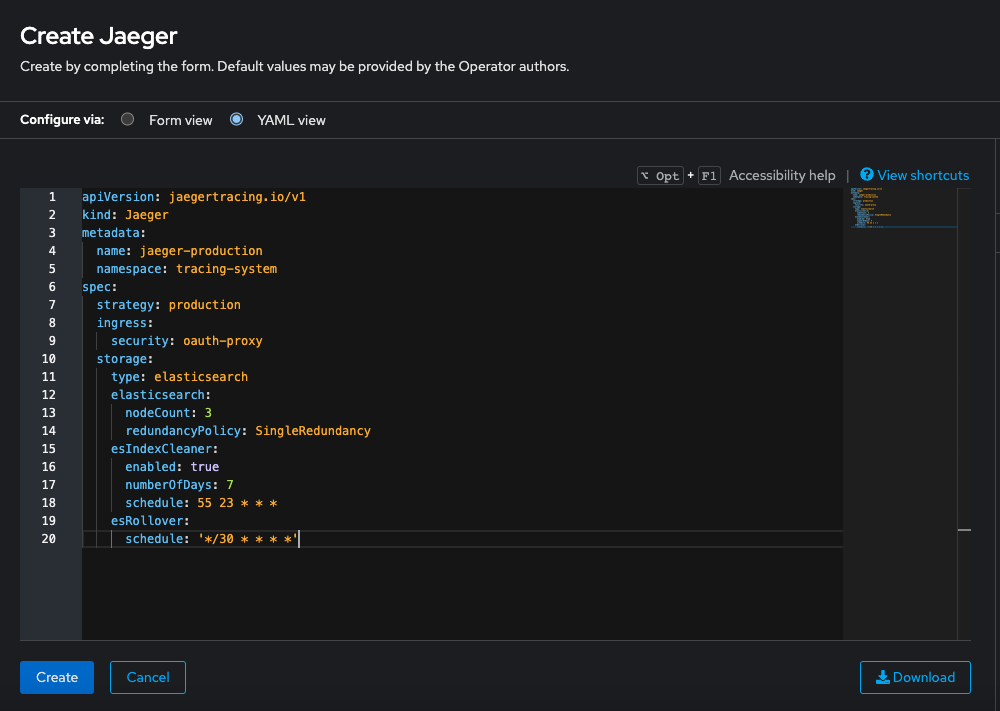 Create Jaeger
Create by completing the form. Default values may be provided by the Operator authors.
Configure via: Form view YAML view
⌥ Opt + F1 Accessibility help | View shortcuts
1 apiVersion: jaegertracing.io/v1
2 kind: Jaeger
3 metadata:
4   name: jaeger-production
5   namespace: tracing-system
6 spec:
7   strategy: production
8   ingress:
9     security: oauth-proxy
10   storage:
11     type: elasticsearch
12     elasticsearch:
13       nodeCount: 3
14       redundancyPolicy: SingleRedundancy
15     esIndexCleaner:
16       enabled: true
17       numberOfDays: 7
18       schedule: 55 23 * * *
19     esRollover:
20       schedule: '*/30 * * * *'
Create Cancel Download